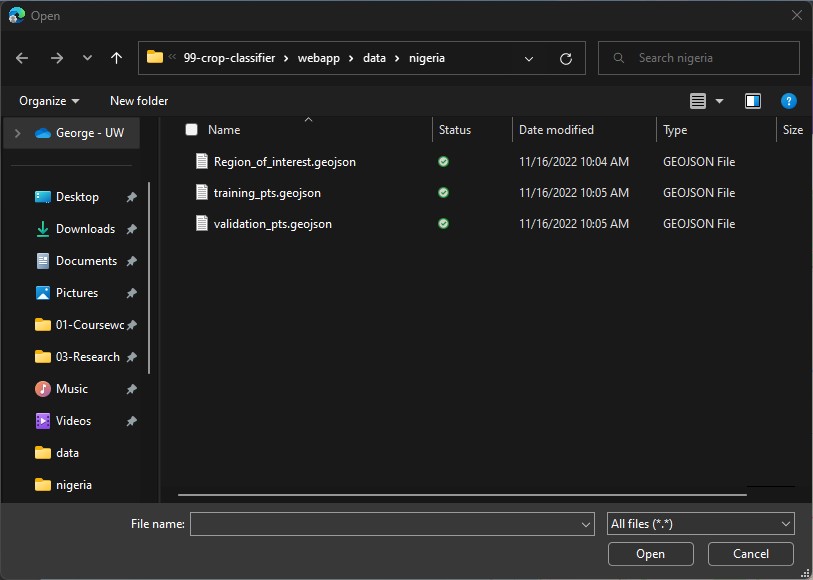 Open
« 99-crop-classifier › webapp › data › nigeria
Search nigeria
Organize New folder
George - UW
Desktop
Downloads
Documents
Pictures
01-Coursewc
03-Research
Music
Videos
data
nigeria
Name Status Date modified Type Size
Region_of_interest.geojson 11/16/2022 10:04 AM GEOJSON File
training_pts.geojson 11/16/2022 10:05 AM GEOJSON File
validation_pts.geojson 11/16/2022 10:05 AM GEOJSON File
File name: All files (*.*)
Open Cancel